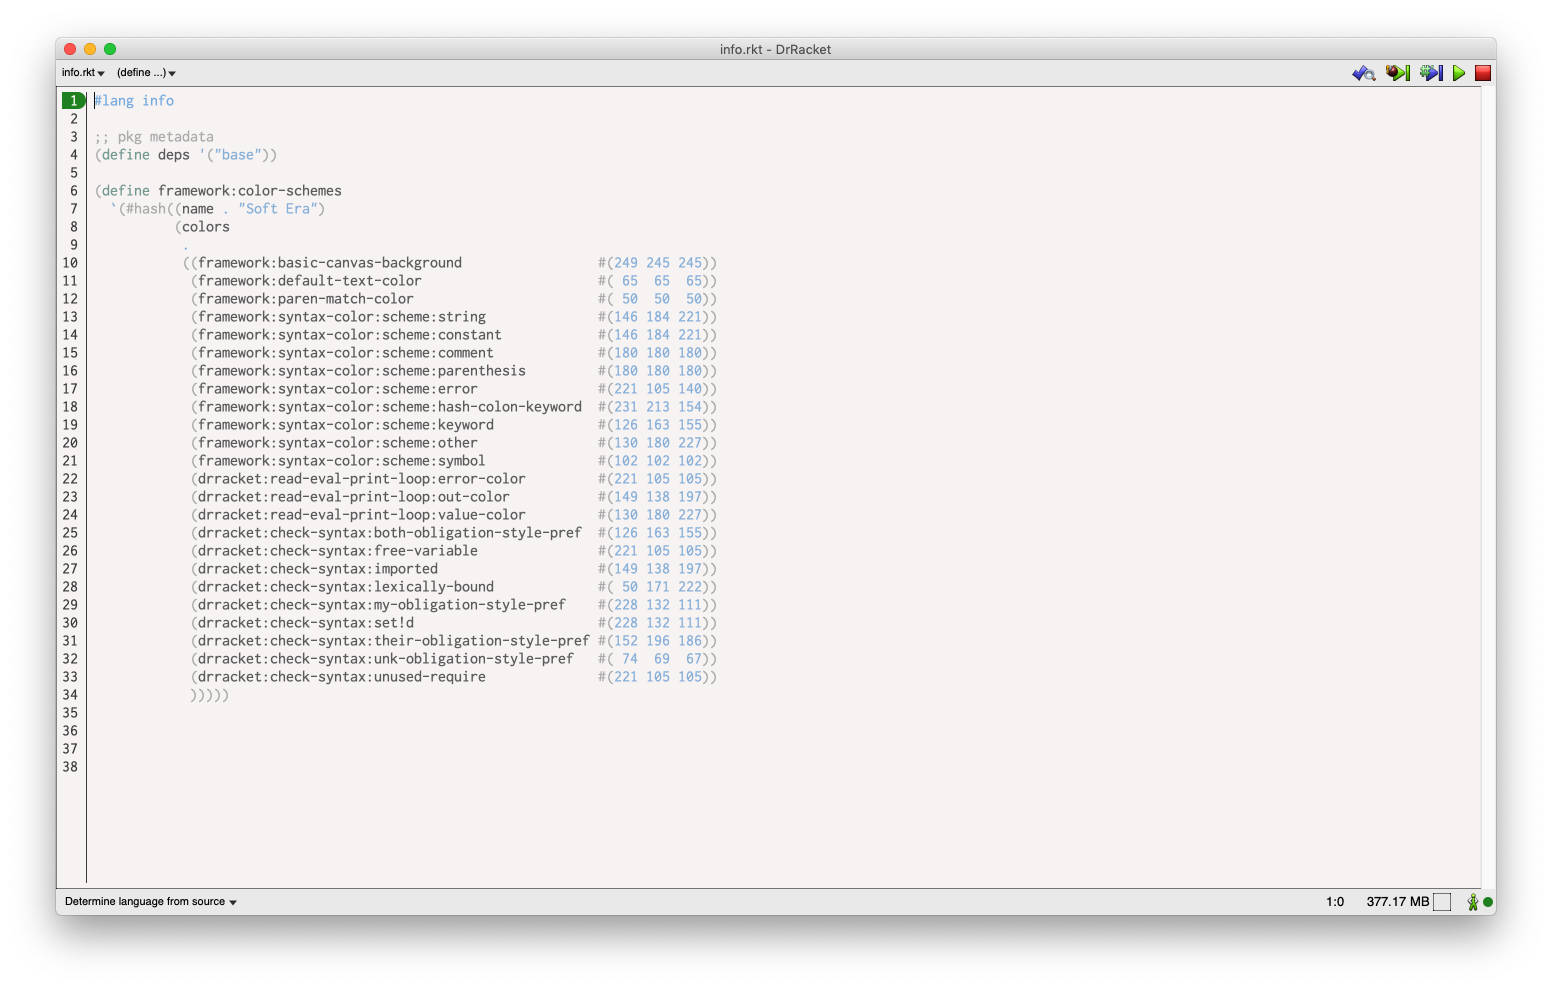 info.rkt - DrRacket
info.rkt (define ...)
1 #lang info
2
3 ;; pkg metadata
4 (define deps '("base"))
5
6 (define framework:color-schemes
7   `(#hash((name . "Soft Era")
8           (colors
9            .
10            ((framework:basic-canvas-background                 #(249 245 245))
11             (framework:default-text-color                      #( 65  65  65))
12             (framework:paren-match-color                       #( 50  50  50))
13             (framework:syntax-color:scheme:string              #(146 184 221))
14             (framework:syntax-color:scheme:constant            #(146 184 221))
15             (framework:syntax-color:scheme:comment             #(180 180 180))
16             (framework:syntax-color:scheme:parenthesis         #(180 180 180))
17             (framework:syntax-color:scheme:error               #(221 105 140))
18             (framework:syntax-color:scheme:hash-colon-keyword  #(231 213 154))
19             (framework:syntax-color:scheme:keyword             #(126 163 155))
20             (framework:syntax-color:scheme:other               #(130 180 227))
21             (framework:syntax-color:scheme:symbol              #(102 102 102))
22             (drracket:read-eval-print-loop:error-color         #(221 105 105))
23             (drracket:read-eval-print-loop:out-color           #(149 138 197))
24             (drracket:read-eval-print-loop:value-color         #(130 180 227))
25             (drracket:check-syntax:both-obligation-style-pref  #(126 163 155))
26             (drracket:check-syntax:free-variable               #(221 105 105))
27             (drracket:check-syntax:imported                    #(149 138 197))
28             (drracket:check-syntax:lexically-bound             #( 50 171 222))
29             (drracket:check-syntax:my-obligation-style-pref    #(228 132 111))
30             (drracket:check-syntax:set!d                       #(228 132 111))
31             (drracket:check-syntax:their-obligation-style-pref #(152 196 186))
32             (drracket:check-syntax:unk-obligation-style-pref   #( 74  69  67))
33             (drracket:check-syntax:unused-require              #(221 105 105))
34             )))))
35
36
37
38
Determine language from source 1:0 377.17 MB